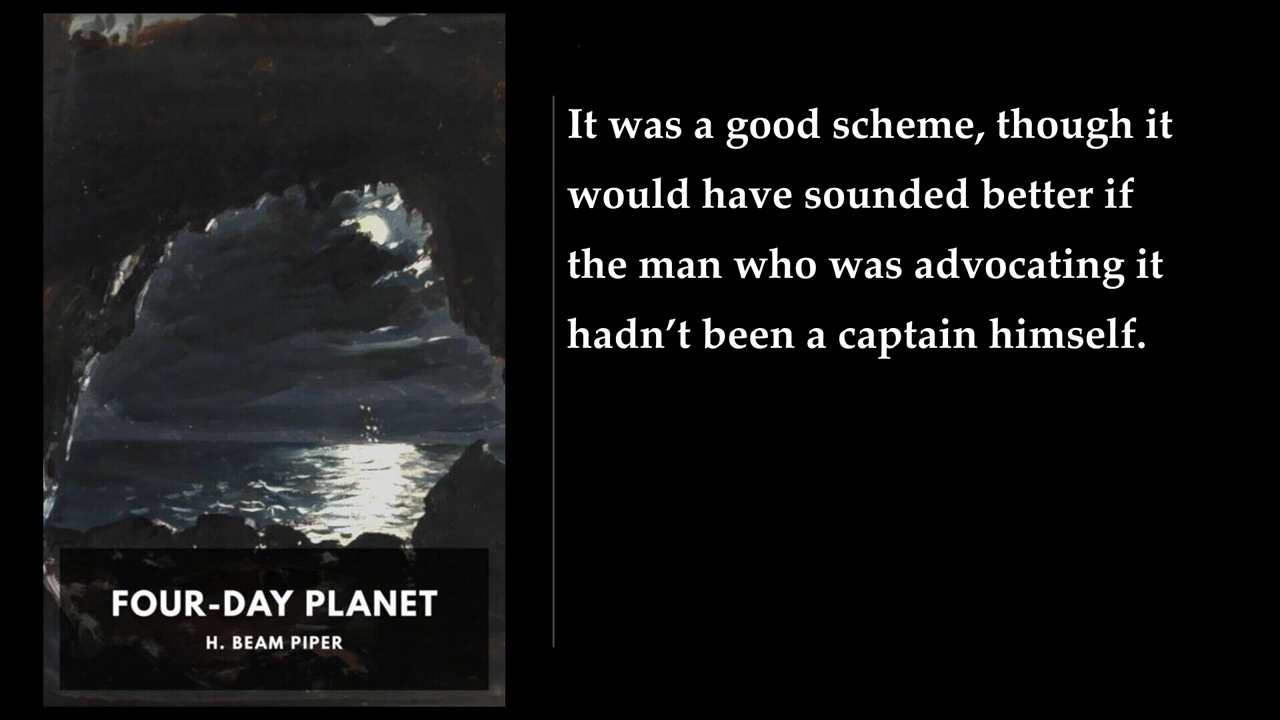 FOUR-DAY PLANET
H. BEAM PIPER
It was a good scheme, though it
would have sounded better if
the man who was advocating it
hadn’t been a captain himself.